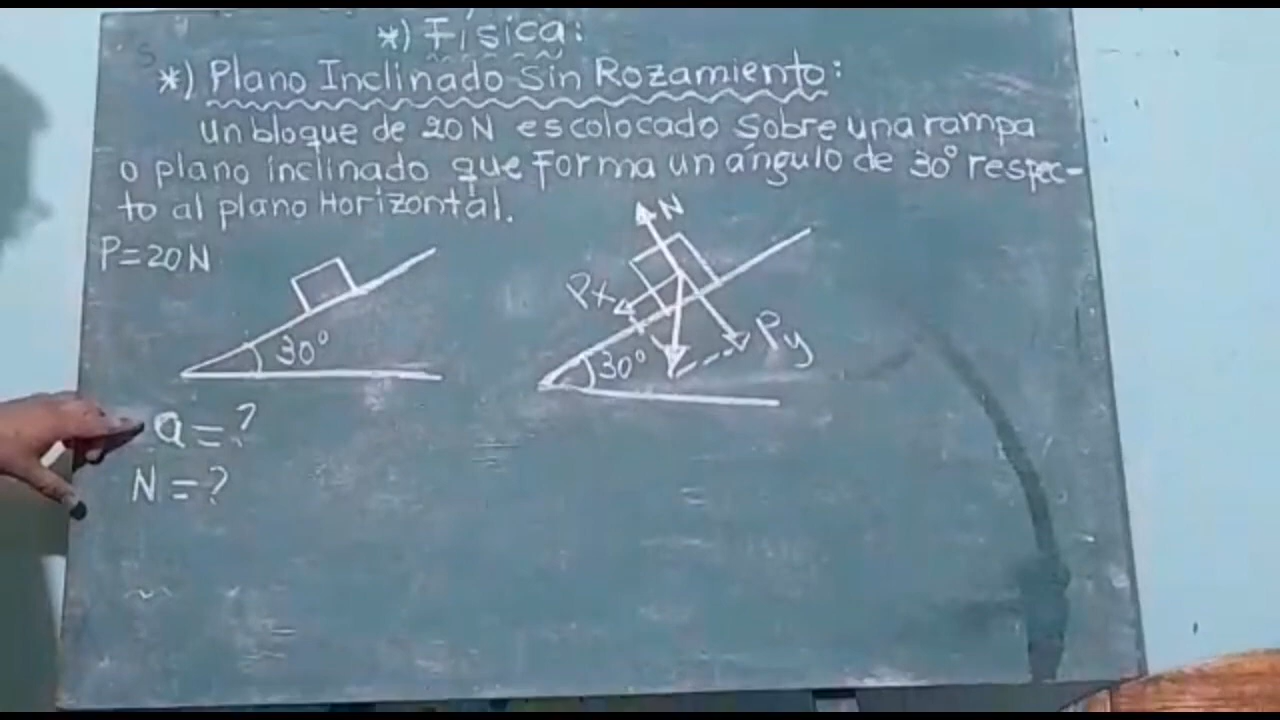 *) Física:
*) Plano Inclinado Sin Rozamiento:
un bloque de 20N es colocado sobre una rampa
o plano inclinado que forma un ángulo de 30° respec-
to al plano Horizontal.
P=20N
30°
N
Px
Py
30°
a=?
N=?